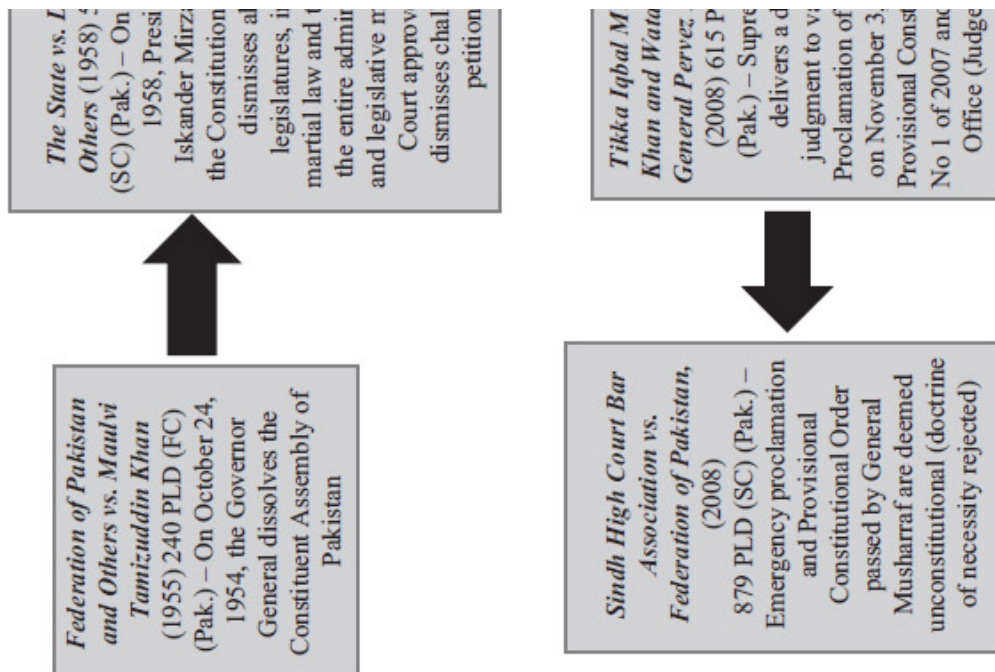 Federation of Pakistan
and Others vs. Maulvi
Tamizuddin Khan
(1955) 240 PLD (FC)
(Pak.) – On October 24,
1954, the Governor
General dissolves the
Constituent Assembly of
Pakistan
The State vs.
Others (1958) 5
(SC) (Pak.) – On
1958, Presi
Iskander Mirza
the Constitution
dismisses al
legislatures, i
martial law and t
the entire admin
and legislative m
Court approve
dismisses chal
petition
Sindh High Court Bar
Association vs.
Federation of Pakistan,
(2008)
879 PLD (SC) (Pak.) –
Emergency proclamation
and Provisional
Constitutional Order
passed by General
Musharraf are deemed
unconstitutional (doctrine
of necessity rejected)
Tikka Iqbal M
Khan and Wata
General Pervez
(2008) 615 P
(Pak.) – Supre
delivers a d
judgment to va
Proclamation of
on November 3,
Provisional Const
No 1 of 2007 and
Office (Judge